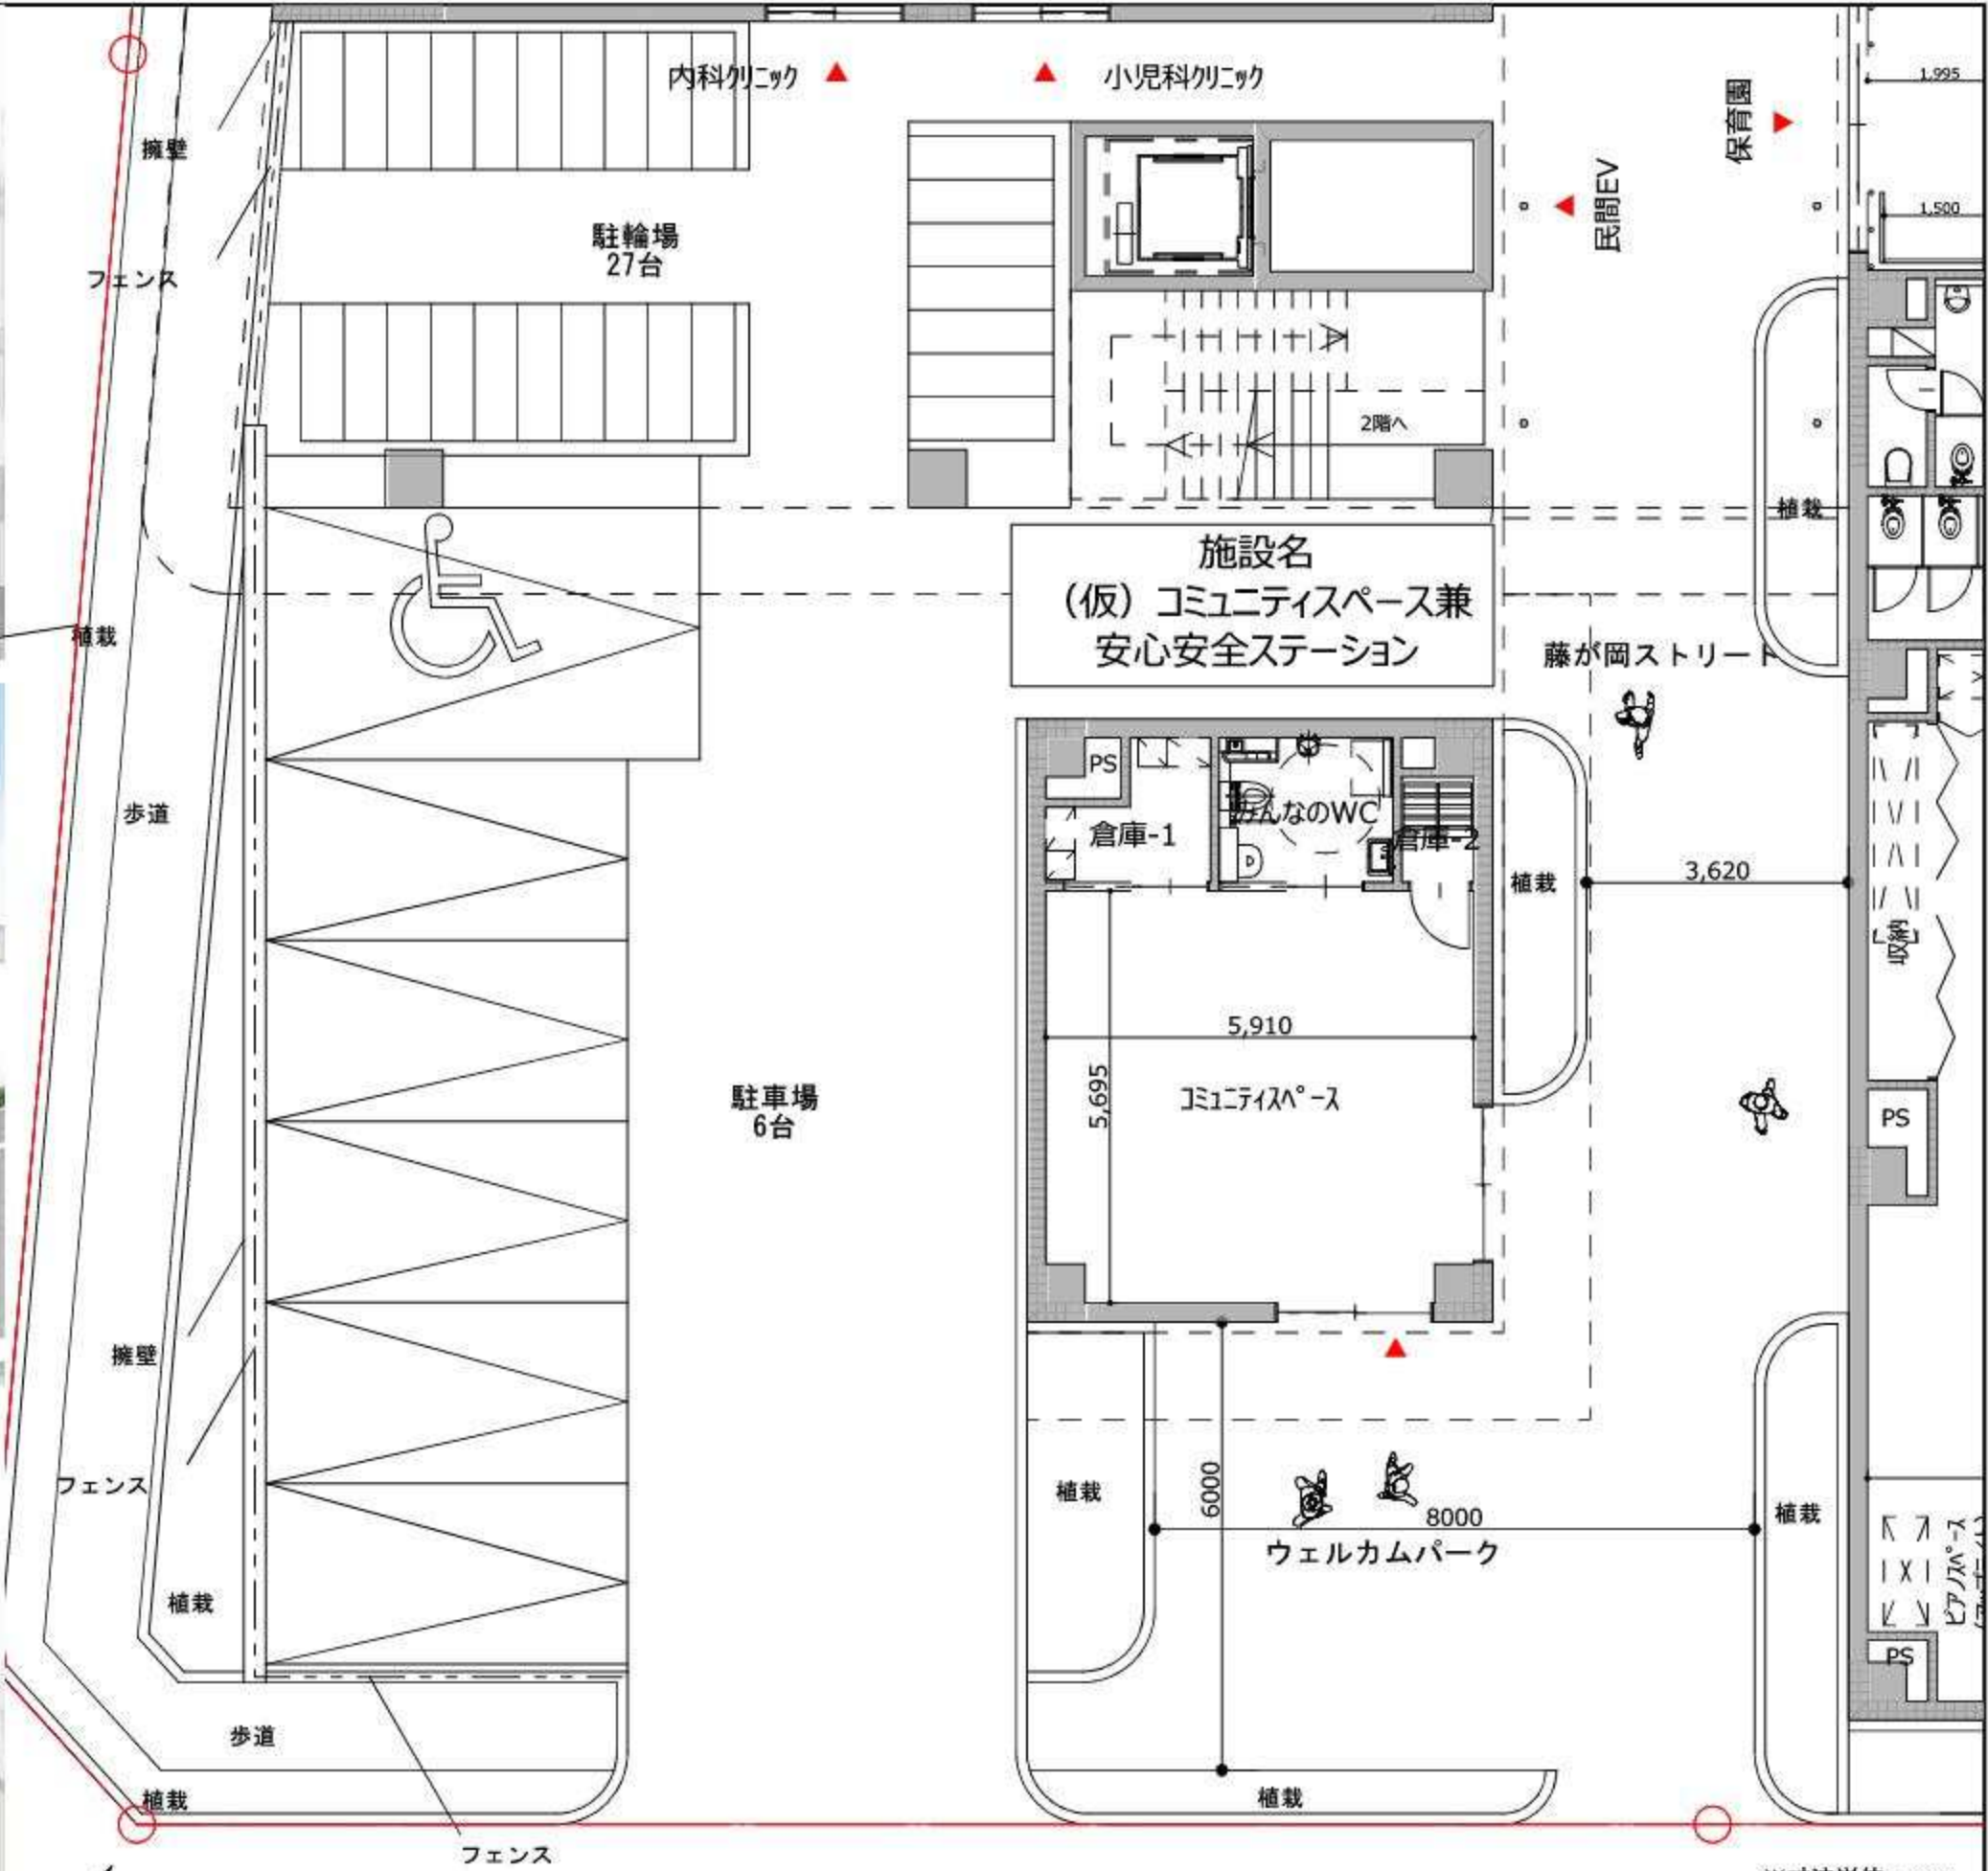 内科クリニック
小児科クリニック
保育園
1,995
擁壁
民間EV
1,500
駐輪場
27台
フェンス
2階へ
植栽
施設名
（仮）コミュニティスペース兼
安心安全ステーション
植栽
藤が岡ストリート
PS
歩道
倉庫-1
みんなのWC
倉庫-2
植栽
3,620
収納
5,910
5,695
コミュニティスペース
駐車場
6台
PS
擁壁
フェンス
植栽
6000
8000
植栽
ウェルカムパーク
ピアノスペース
植栽
PS
歩道
植栽
植栽
フェンス